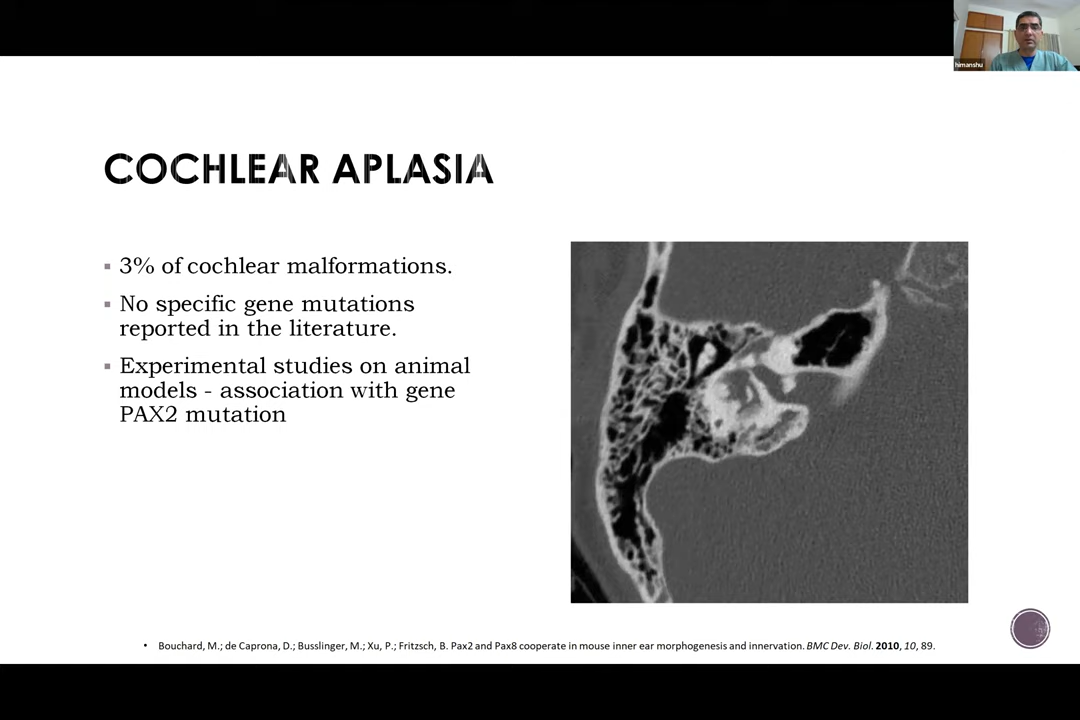 himanshu
COCHLEAR APLASIA
▪ 3% of cochlear malformations.
▪ No specific gene mutations
reported in the literature.
▪ Experimental studies on animal
models - association with gene
PAX2 mutation
• Bouchard, M.; de Caprona, D.; Busslinger, M.; Xu, P.; Fritzsch, B. Pax2 and Pax8 cooperate in mouse inner ear morphogenesis and innervation. BMC Dev. Biol. 2010, 10, 89.